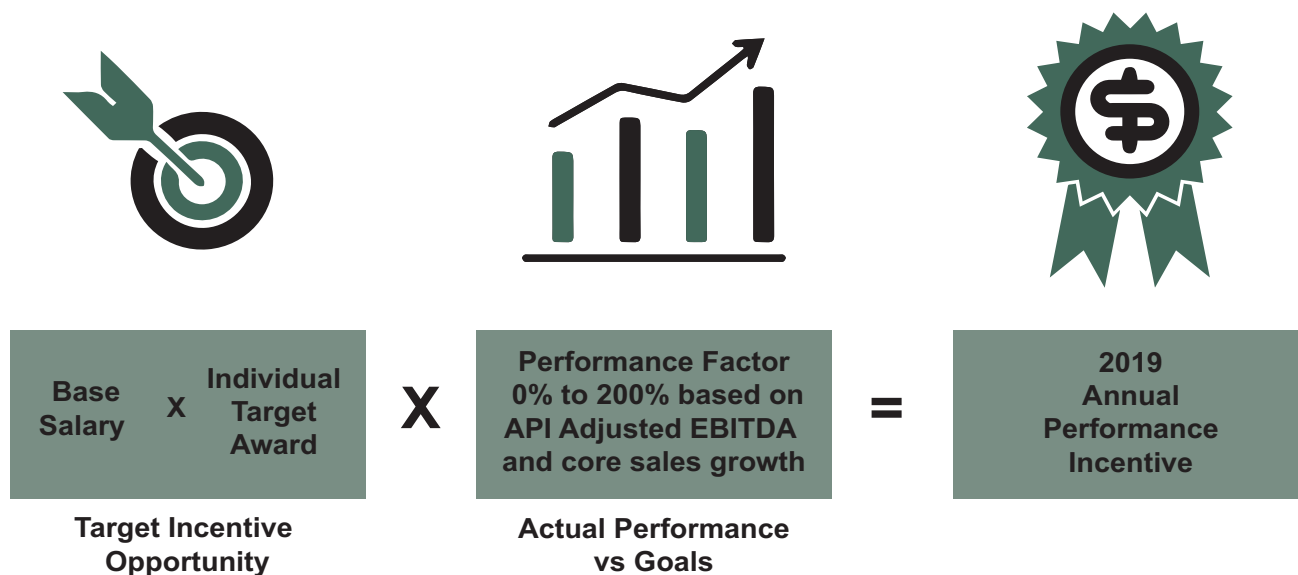 Base
Salary
X
Individual
Target
Award
X
Performance Factor
0% to 200% based on
API Adjusted EBITDA
and core sales growth
=
2019
Annual
Performance
Incentive
Target Incentive
Opportunity
Actual Performance
vs Goals